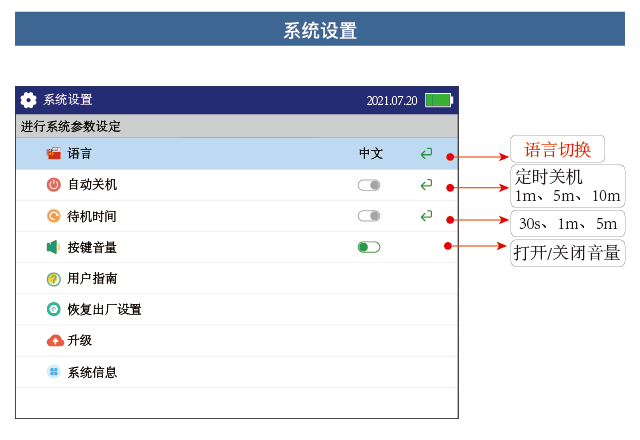 系统设置
系统设置 2021.07.20
进行系统参数设定
语言 中文
语言切换
自动关机
定时关机
1m、5m、10m
待机时间
30s、1m、5m
按键音量
打开/关闭音量
用户指南
恢复出厂设置
升级
系统信息